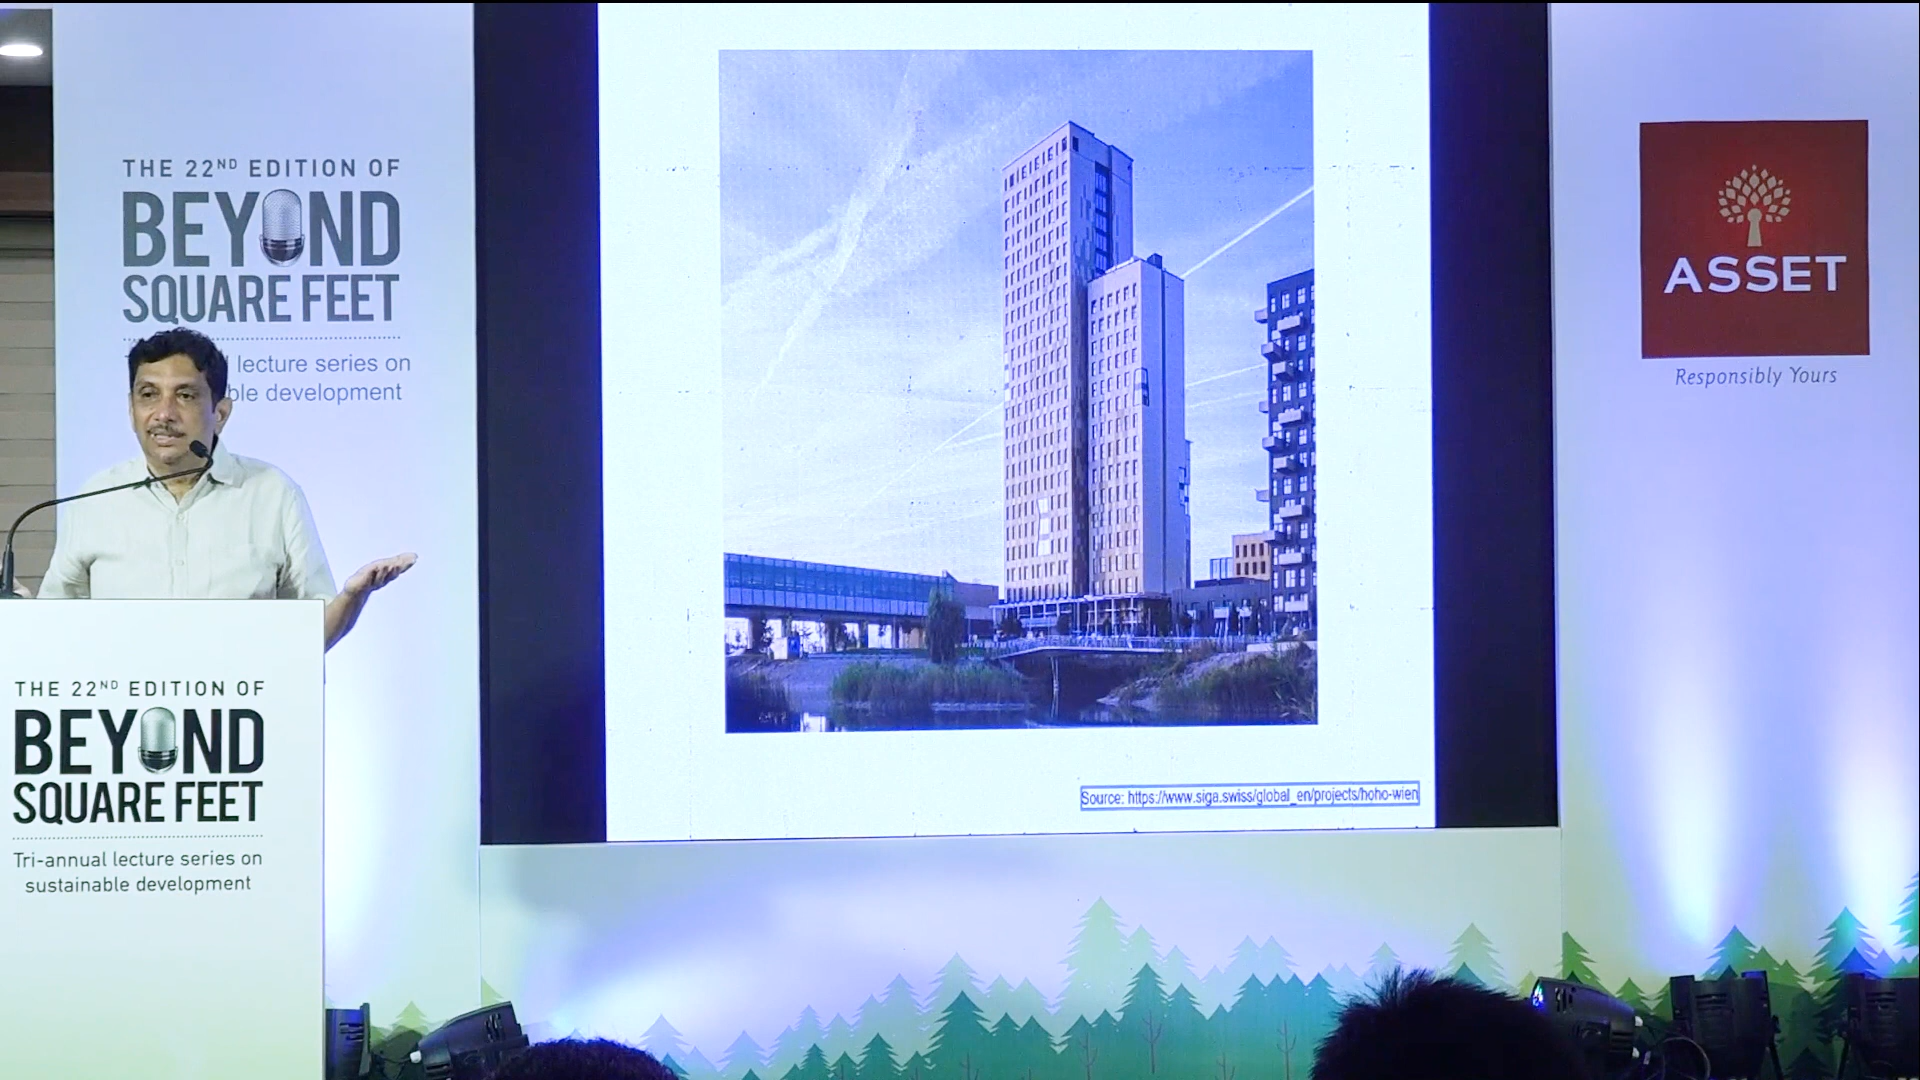 THE 22ND EDITION OF
BEYOND
SQUARE FEET
lecture series on
ble development
THE 22ND EDITION OF
BEYOND
SQUARE FEET
Tri-annual lecture series on
sustainable development
Source: https://www.siga.swiss/global_en/projects/hoho-wien
ASSET
Responsibly Yours